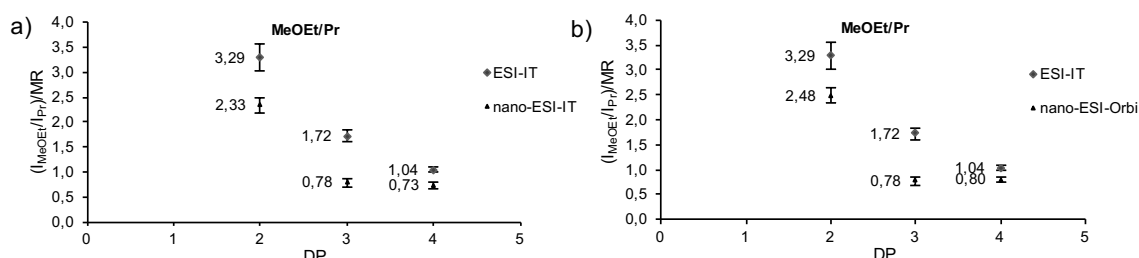 a)
MeOEt/Pr
(I_MeOEt/I_Pr)/MR
4,0
3,5
3,0
2,5
2,0
1,5
1,0
0,5
0,0
3,29
2,33
1,72
0,78
1,04
0,73
ESI-IT
nano-ESI-IT
0 1 2 3 4 5
DP
b)
MeOEt/Pr
(I_MeOEt/I_Pr)/MR
4,0
3,5
3,0
2,5
2,0
1,5
1,0
0,5
0,0
3,29
2,48
1,72
0,78
1,04
0,80
ESI-IT
nano-ESI-Orbi
0 1 2 3 4 5
DP